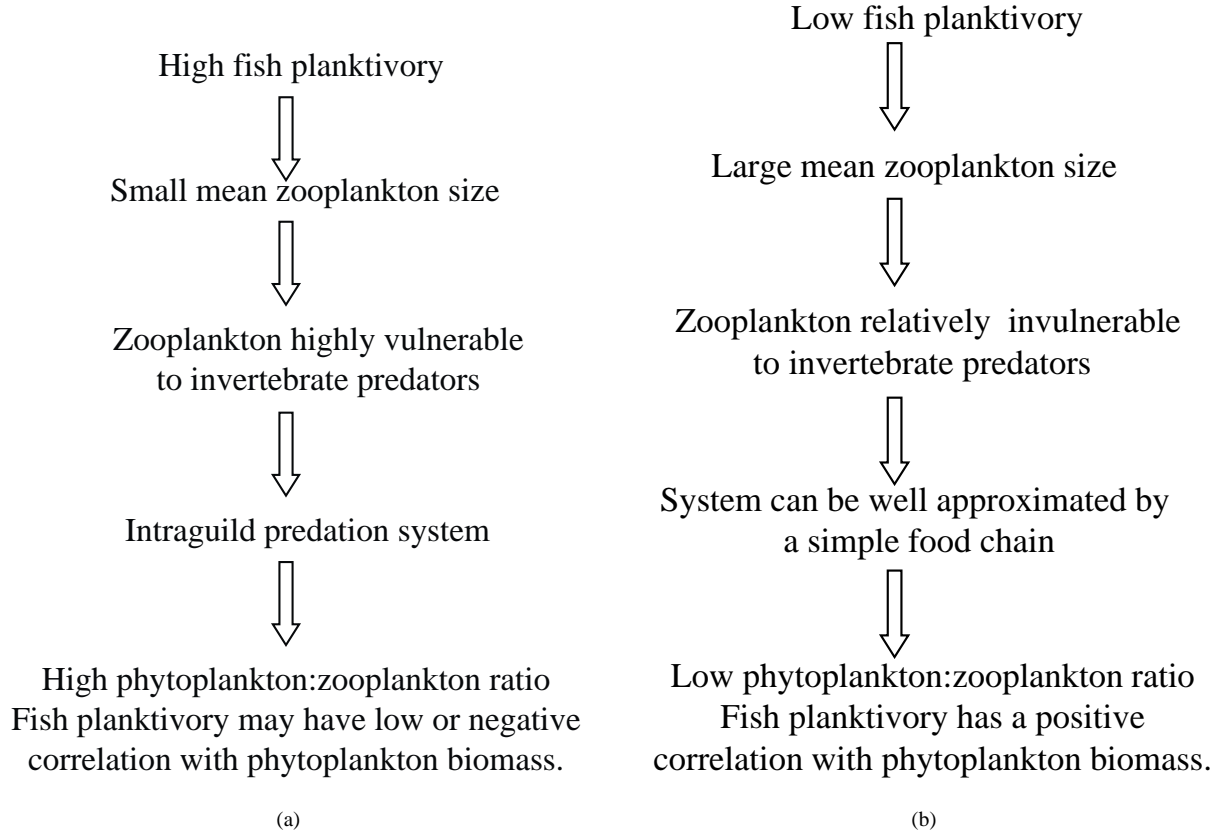 High fish planktivory
Small mean zooplankton size
Zooplankton highly vulnerable
to invertebrate predators
Intraguild predation system
High phytoplankton:zooplankton ratio
Fish planktivory may have low or negative
correlation with phytoplankton biomass.
(a)
Low fish planktivory
Large mean zooplankton size
Zooplankton relatively invulnerable
to invertebrate predators
System can be well approximated by
a simple food chain
Low phytoplankton:zooplankton ratio
Fish planktivory has a positive
correlation with phytoplankton biomass.
(b)